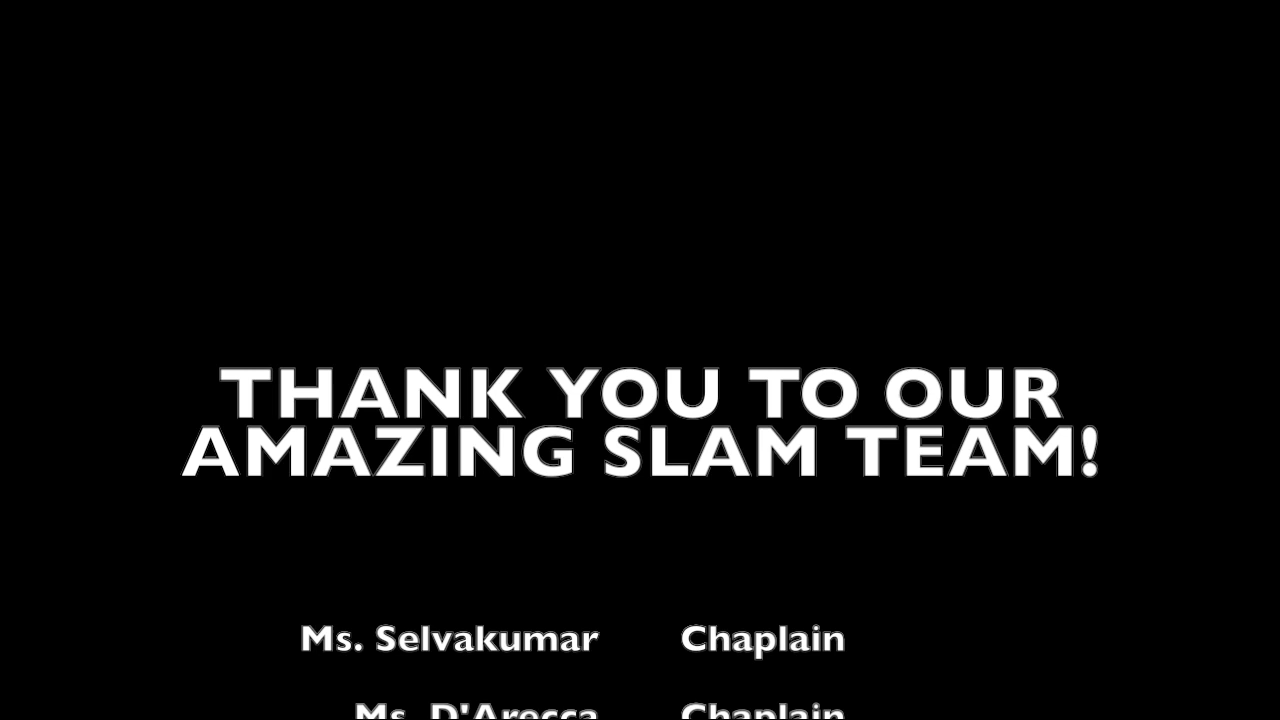 THANK YOU TO OUR
AMAZING SLAM TEAM!
Ms. Selvakumar Chaplain
Ms. D'Arecca Chaplain